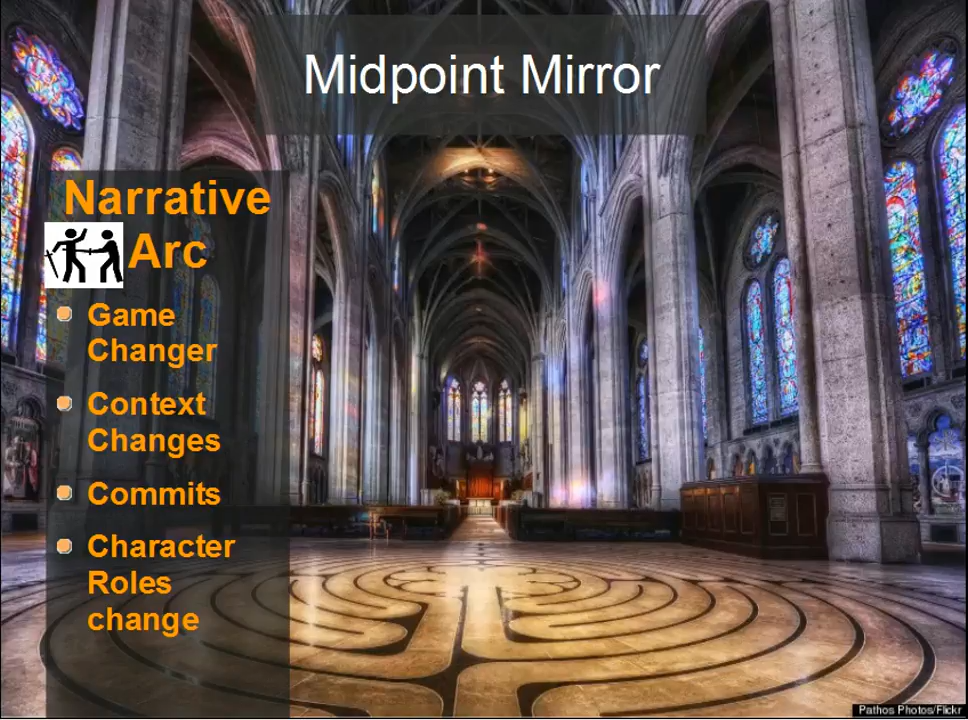 Midpoint Mirror
Narrative
Arc
Game
Changer
Context
Changes
Commits
Character
Roles
change
Pathos Photos/Flickr